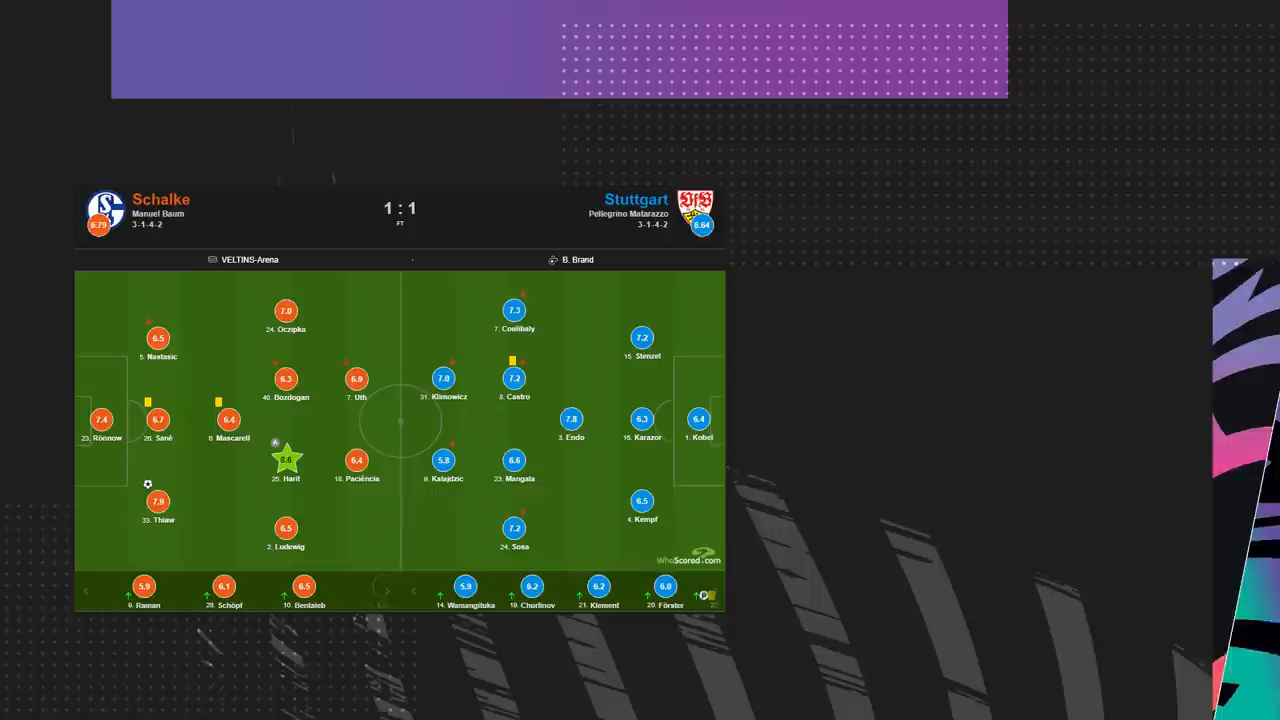 Schalke
Manuel Baum
3-1-4-2
6.79
1 : 1
FT
Stuttgart
Pellegrino Matarazzo
3-1-4-2
6.64
VELTINS-Arena
B. Brand
7.0
24. Oczipka
7.3
7. Coulibaly
6.5
5. Nastasic
7.2
15. Stenzel
6.3
40. Bozdogan
6.9
7. Uth
7.0
31. Klimowicz
7.2
8. Castro
7.4
23. Rönnow
6.7
26. Sané
6.4
6. Mascarell
7.8
3. Endo
6.3
16. Karazor
6.4
1. Kobel
8.6
25. Harit
6.4
18. Paciência
5.8
9. Kalajdzic
6.6
23. Mangala
7.9
33. Thiaw
6.5
4. Kempf
6.5
2. Ludewig
7.2
24. Sosa
WhoScored.com
5.9
9. Raman
6.1
28. Schöpf
6.5
10. Bentaleb
5.9
14. Wamangituka
6.2
19. Churlinov
6.2
21. Klement
6.0
20. Förster